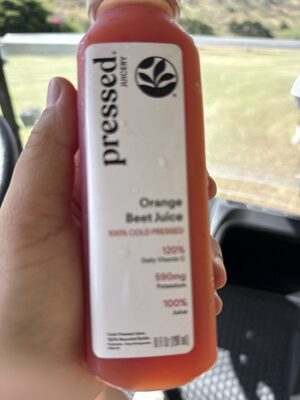 pressed
JUICERY
Orange
Beet Juice
100% COLD PRESSED
120%
Daily Vitamin C
590mg
Potassium
100%
Juice